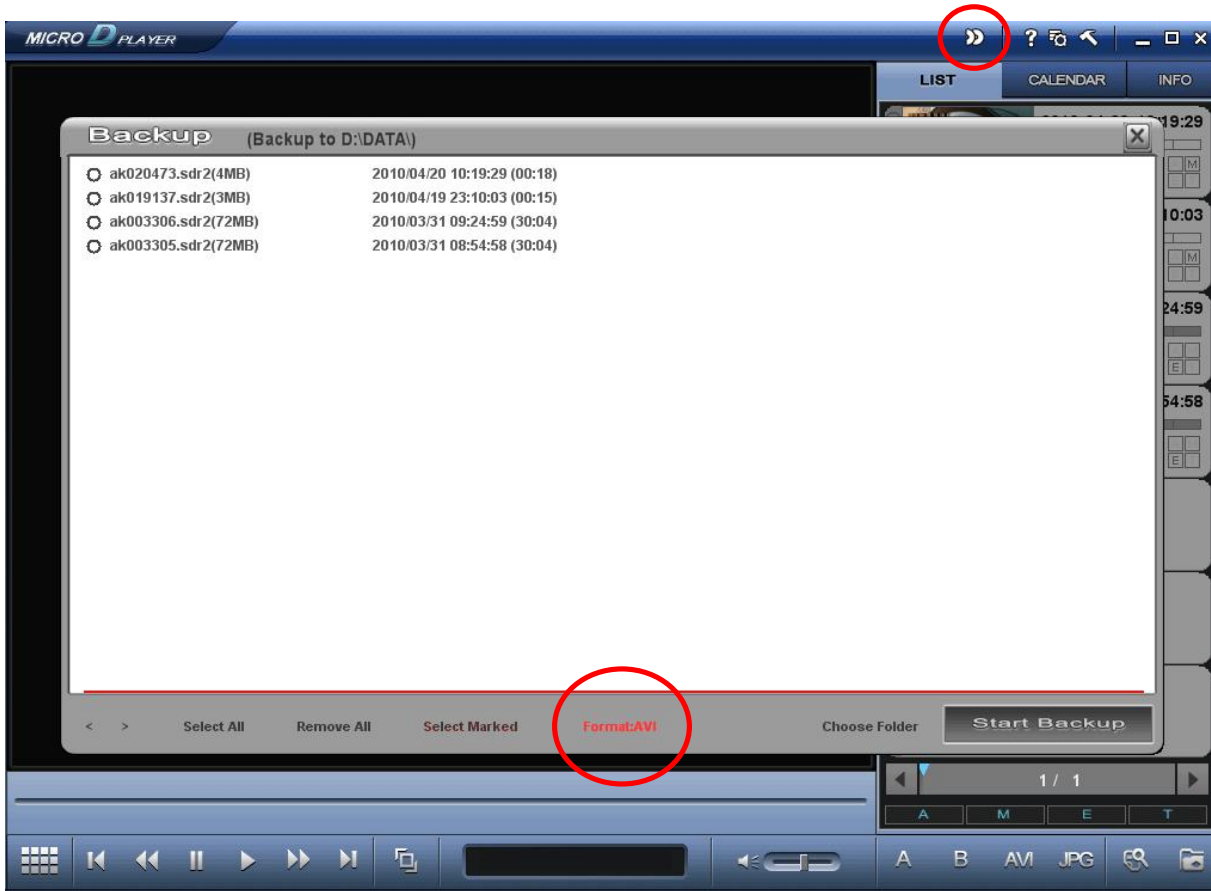 MICRO D PLAYER
?
LIST CALENDAR INFO
19:29
Backup (Backup to D:\DATA\)
ak020473.sdr2(4MB) 2010/04/20 10:19:29 (00:18)
M
ak019137.sdr2(3MB) 2010/04/19 23:10:03 (00:15)
ak003306.sdr2(72MB) 2010/03/31 09:24:59 (30:04)
10:03
ak003305.sdr2(72MB) 2010/03/31 08:54:58 (30:04)
M
24:59
E
54:58
E
< > Select All Remove All Select Marked Format:AVI Choose Folder Start Backup
1 / 1
A M E T
A B AVI JPG